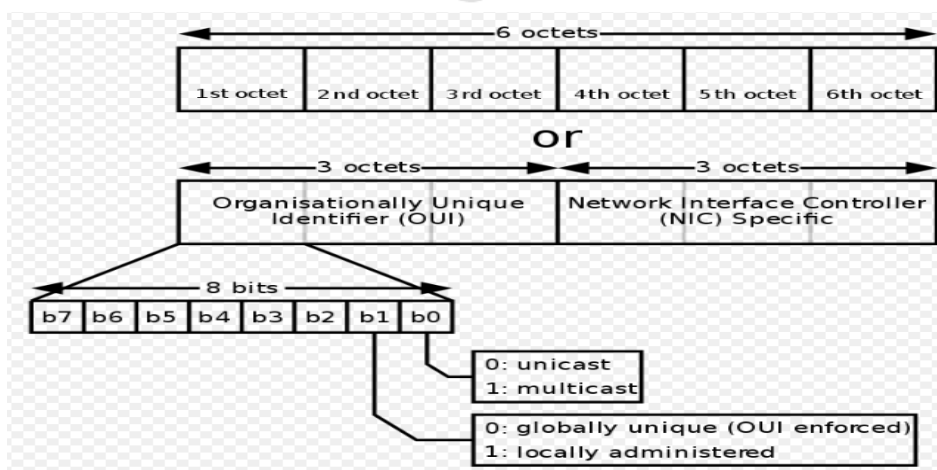 6 octets
1st octet 2nd octet 3rd octet 4th octet 5th octet 6th octet
or
3 octets 3 octets
Organisationally Unique
Identifier (OUI)
Network Interface Controller
(NIC) Specific
8 bits
b7 b6 b5 b4 b3 b2 b1 b0
0: unicast
1: multicast
0: globally unique (OUI enforced)
1: locally administered